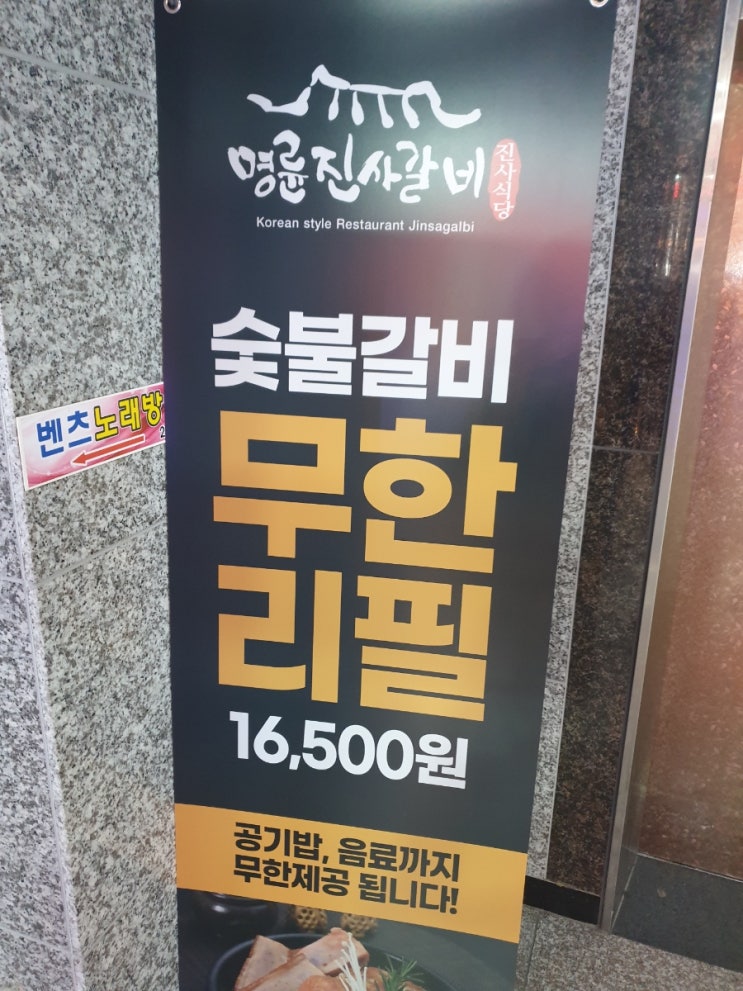 명륜진사갈비
진사식당
Korean style Restaurant Jinsagalbi
숯불갈비
무한
리필
16,500원
공기밥, 음료까지
무한제공 됩니다!
벤츠노래방
2